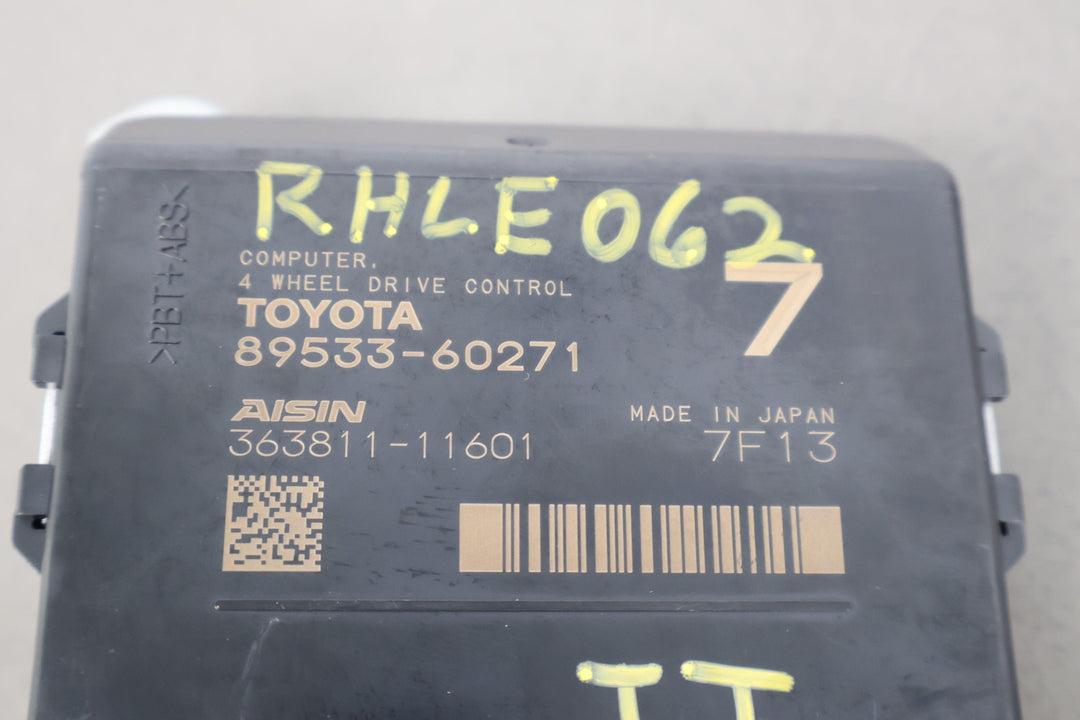 RHLE062
>PBT+ABS<
COMPUTER,
4 WHEEL DRIVE CONTROL
TOYOTA
89533-60271
7
AISIN
363811-11601
MADE IN JAPAN
7F13